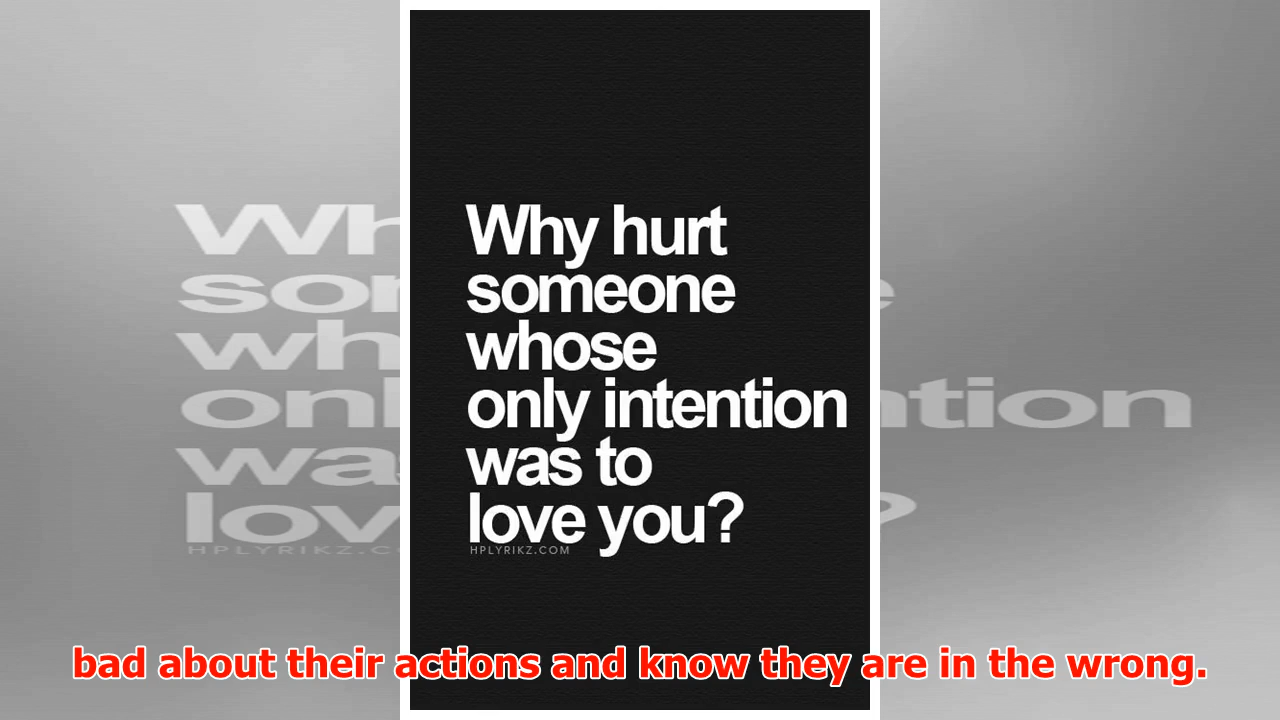 Why hurt
someone
whose
only intention
was to
love you?
HPLYRIKZ.COM
bad about their actions and know they are in the wrong.